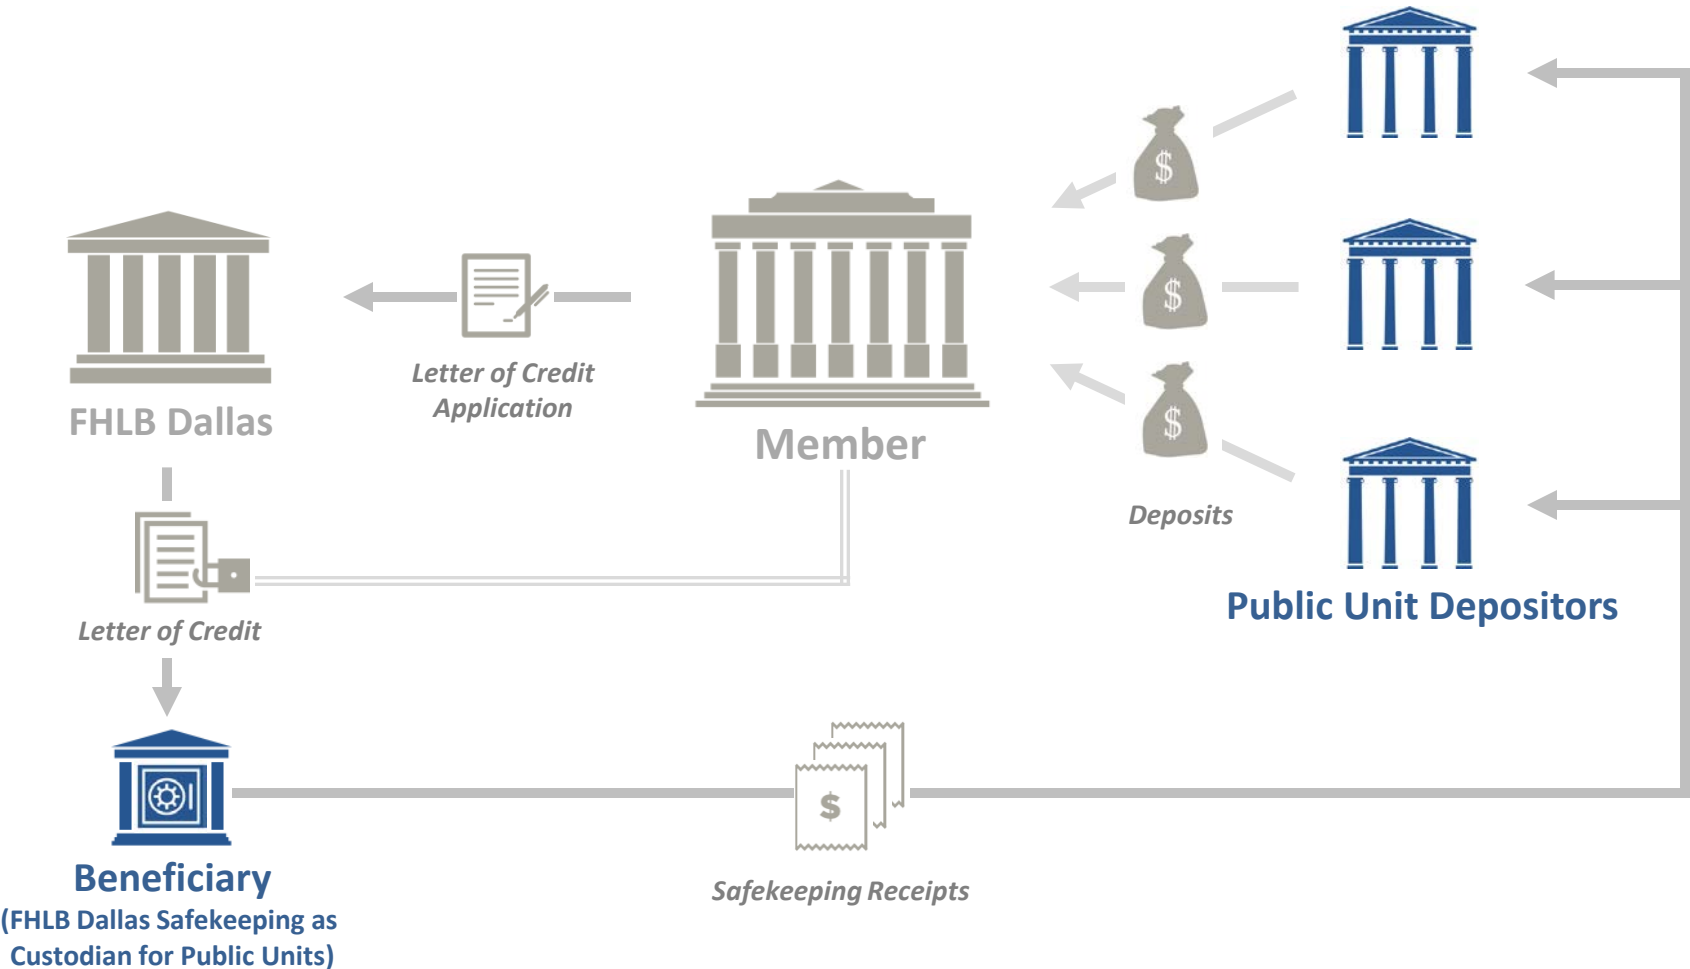 $
$
Letter of Credit
Application
FHLB Dallas
Member
$
Deposits
Public Unit Depositors
Letter of Credit
$
Beneficiary
(FHLB Dallas Safekeeping as
Custodian for Public Units)
Safekeeping Receipts